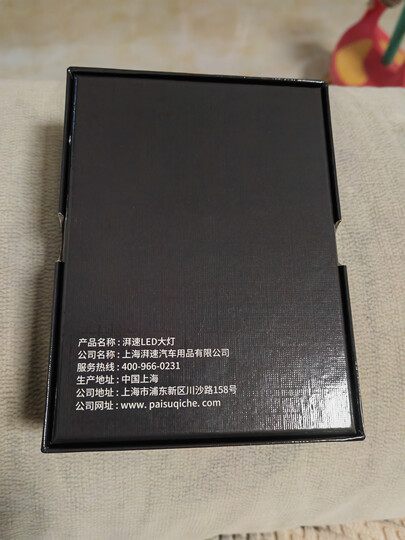 产品名称：湃速LED大灯
公司名称：上海湃速汽车用品有限公司
服务热线：400-966-0231
生产地址：中国上海
公司地址：上海市浦东新区川沙路158号
公司网址：www. paisuqiche. com